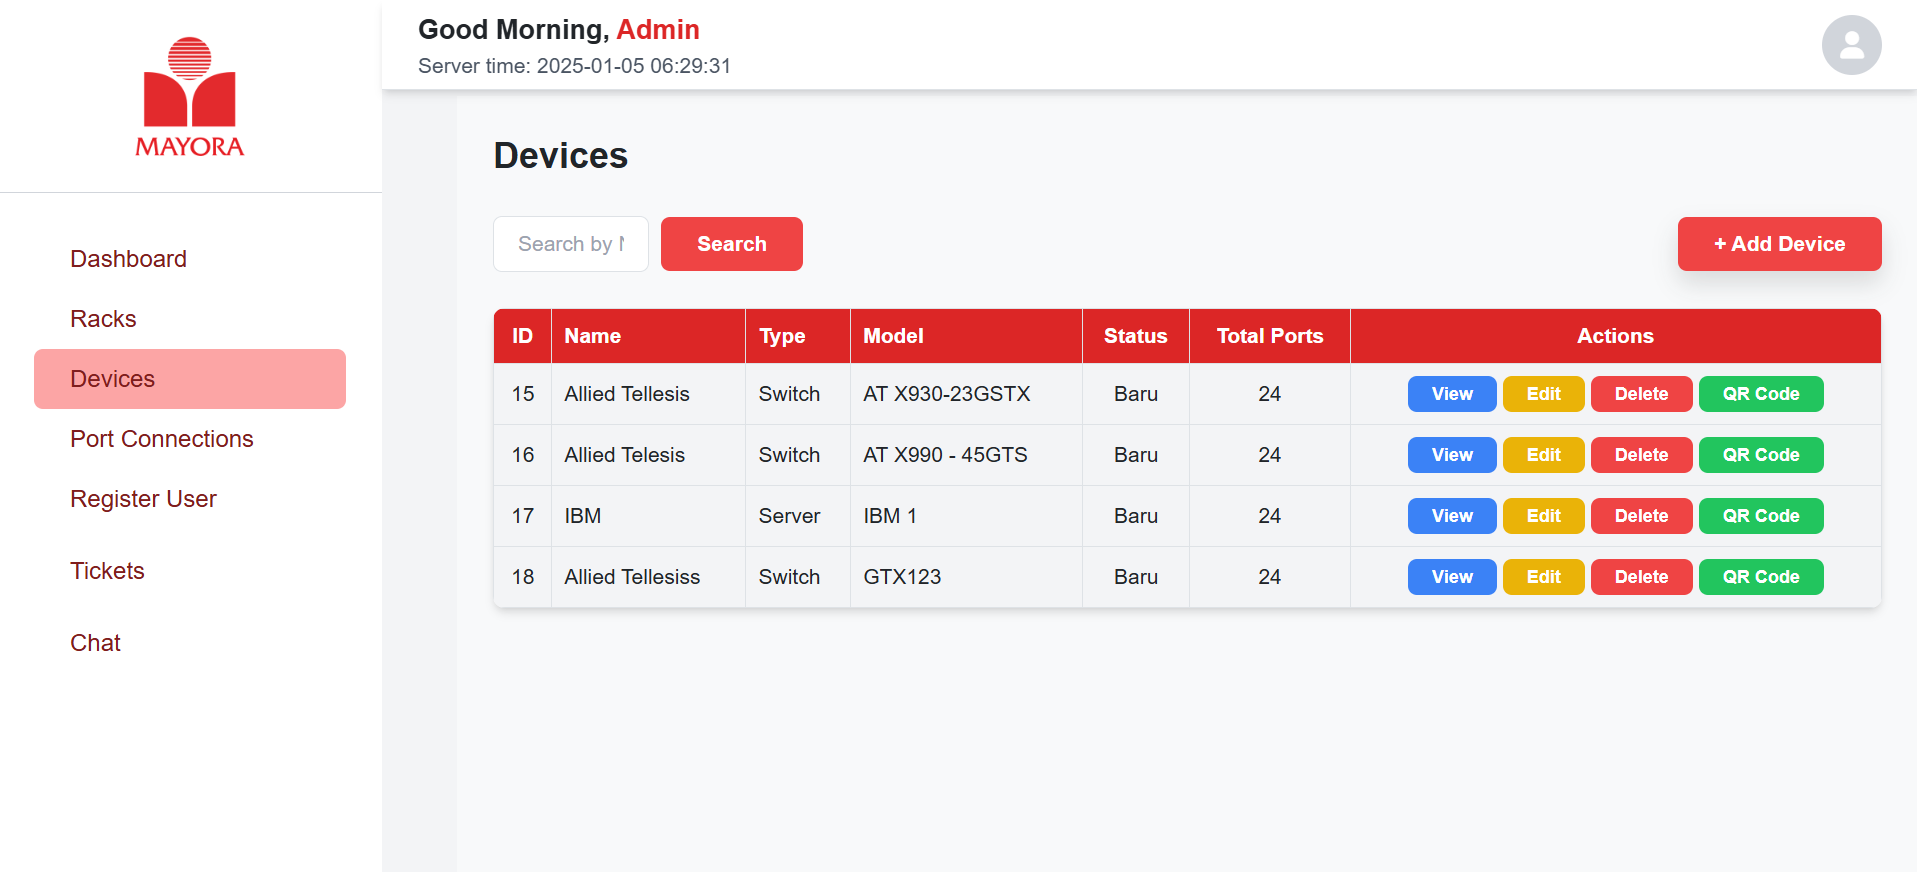 MAYORA
Good Morning, Admin
Server time: 2025-01-05 06:29:31
Dashboard
Racks
Devices
Port Connections
Register User
Tickets
Chat
Devices
Search by
Search
+ Add Device
ID Name Type Model Status Total Ports Actions
15 Allied Tellesis Switch AT X930-23GSTX Baru 24 View Edit Delete QR Code
16 Allied Telesis Switch AT X990 - 45GTS Baru 24 View Edit Delete QR Code
17 IBM Server IBM 1 Baru 24 View Edit Delete QR Code
18 Allied Tellesiss Switch GTX123 Baru 24 View Edit Delete QR Code